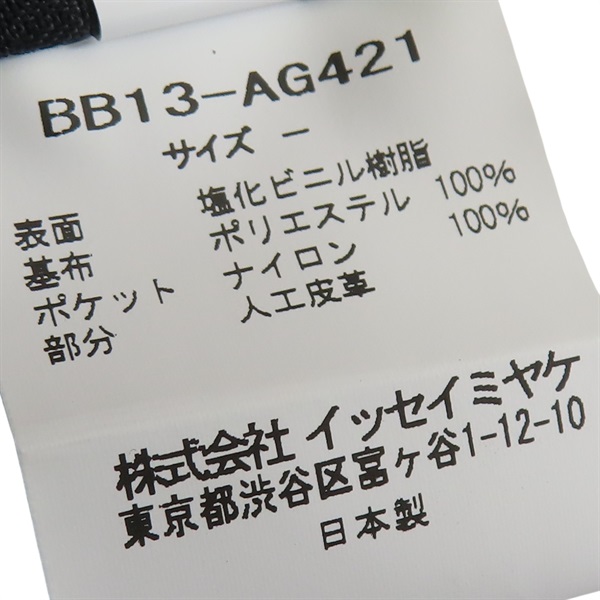 BB13-AG421
サイズ ー
表面 塩化ビニル樹脂
基布 ポリエステル 100%
ポケット ナイロン 100%
部分 人工皮革
株式会社 イッセイミヤケ
東京都渋谷区富ヶ谷1-12-10
日本製